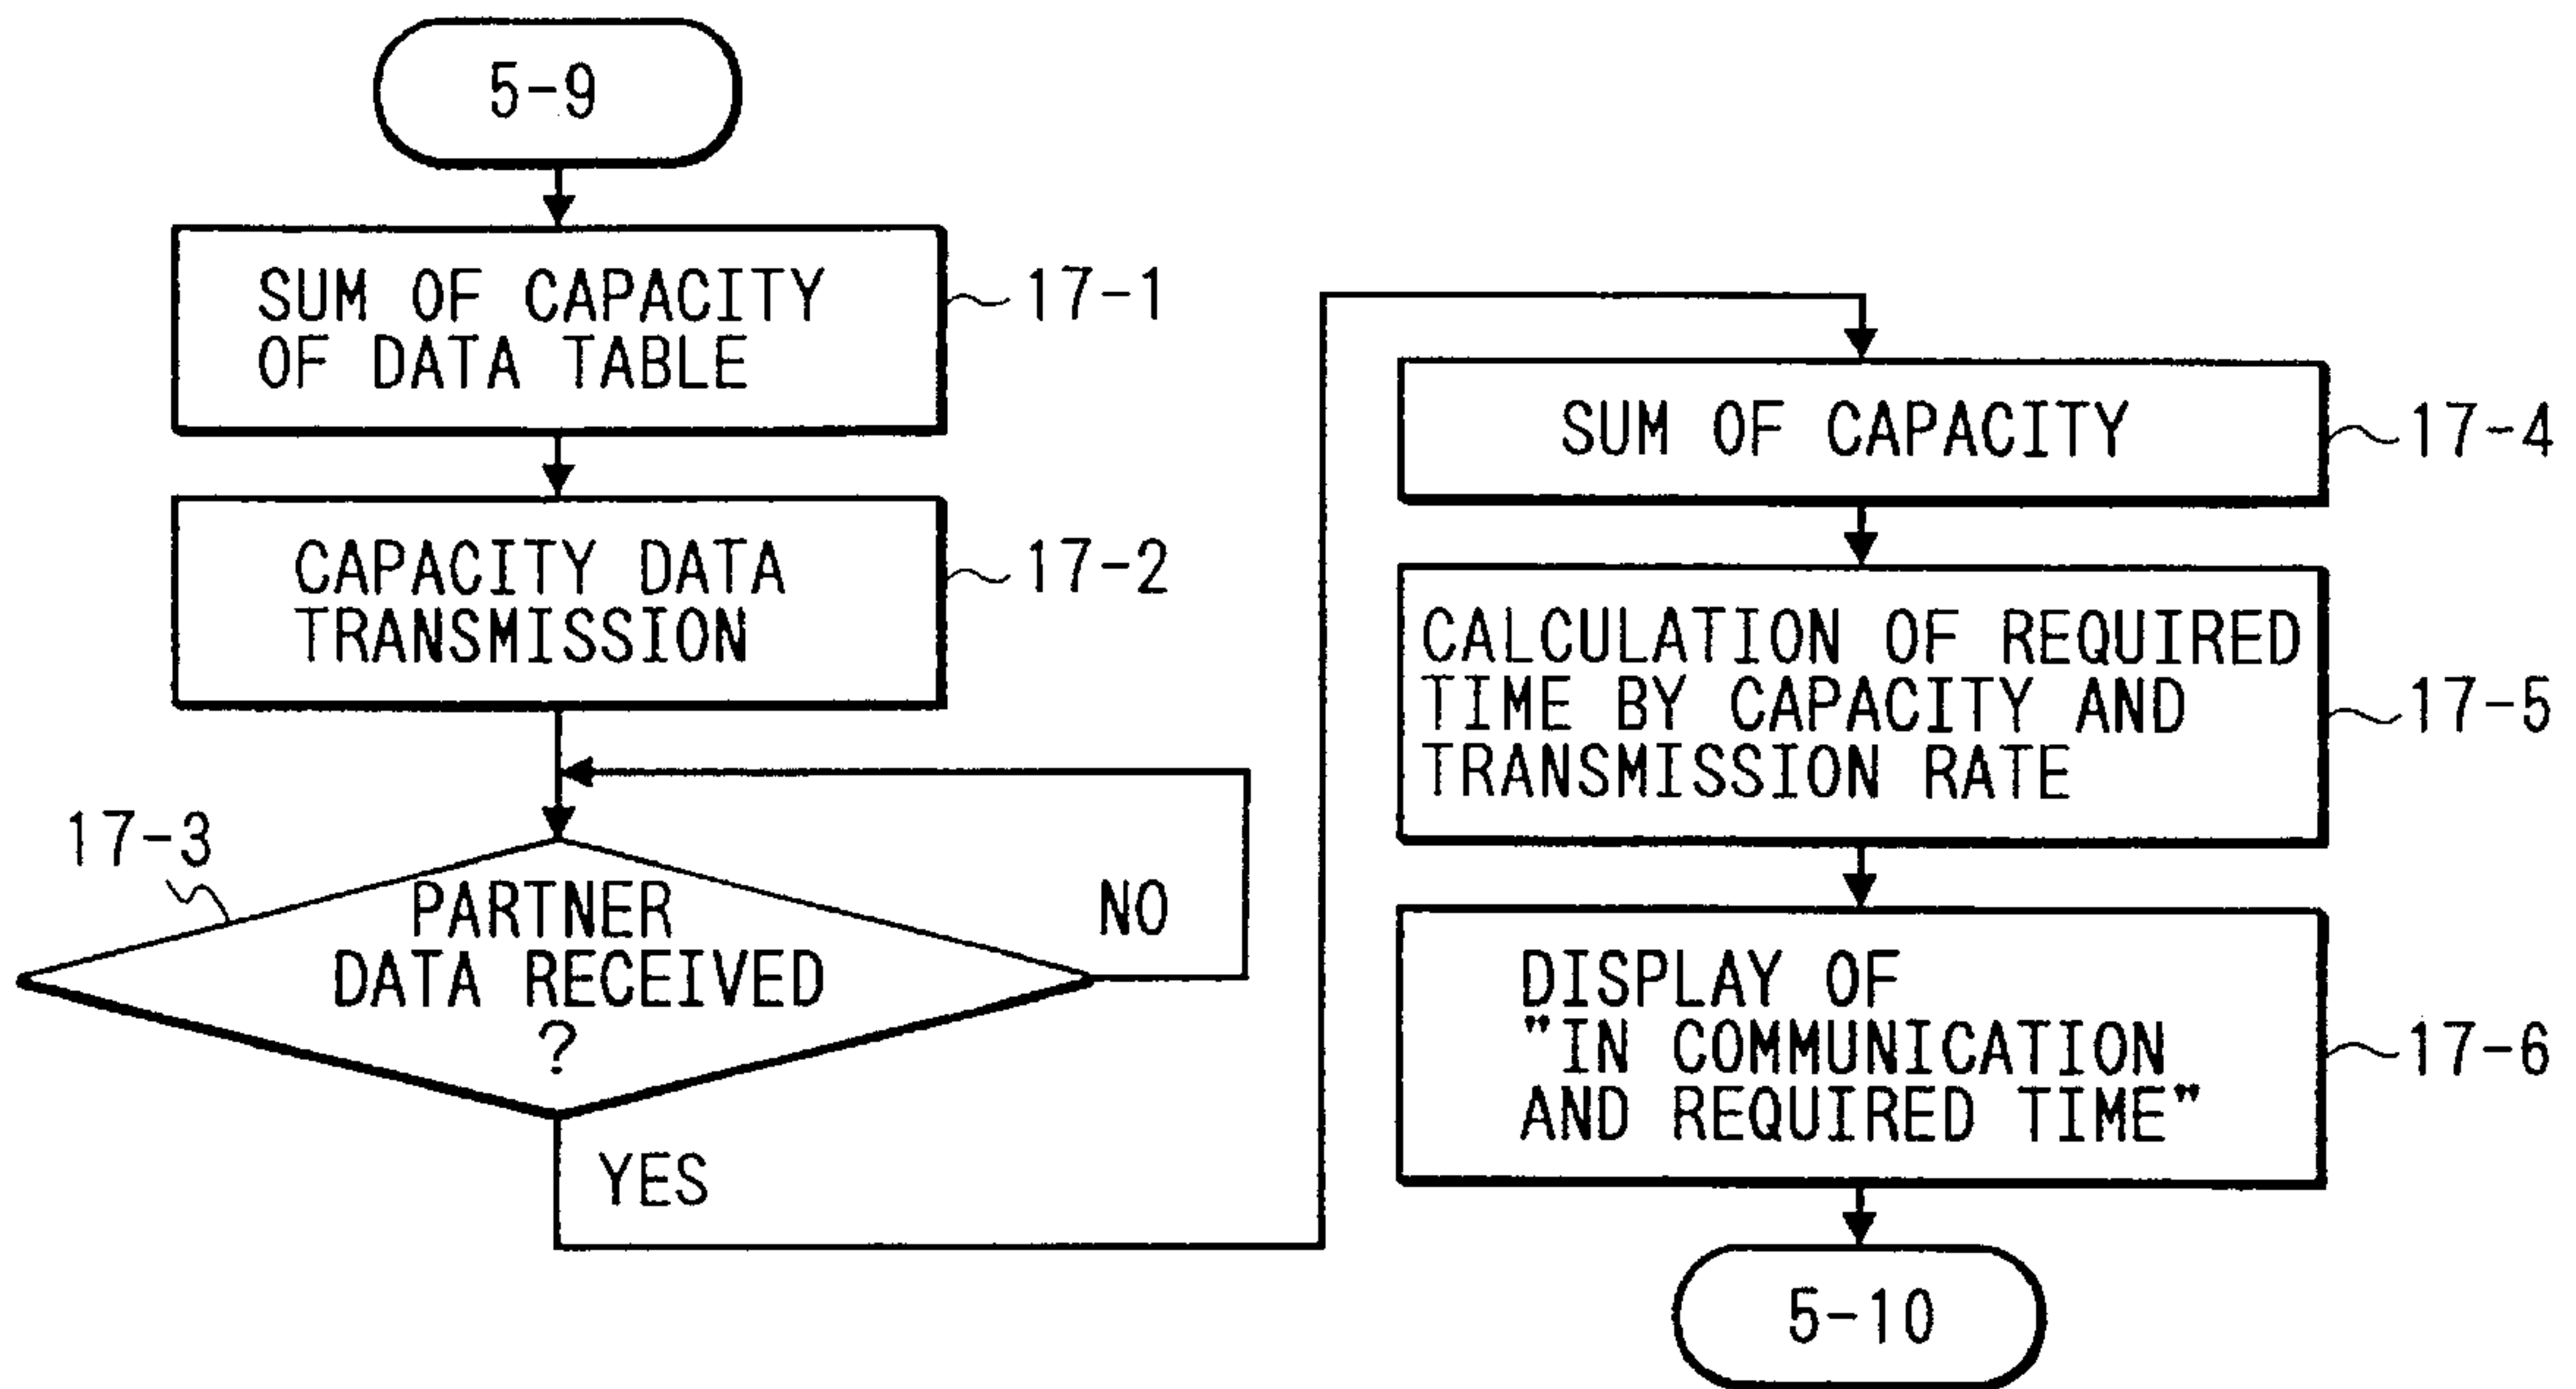 5-9
SUM OF CAPACITY
OF DATA TABLE
17-1
CAPACITY DATA
TRANSMISSION
17-2
17-3
PARTNER
DATA RECEIVED
?
NO
YES
SUM OF CAPACITY
17-4
CALCULATION OF REQUIRED
TIME BY CAPACITY AND
TRANSMISSION RATE
17-5
DISPLAY OF
"IN COMMUNICATION
AND REQUIRED TIME"
17-6
5-10